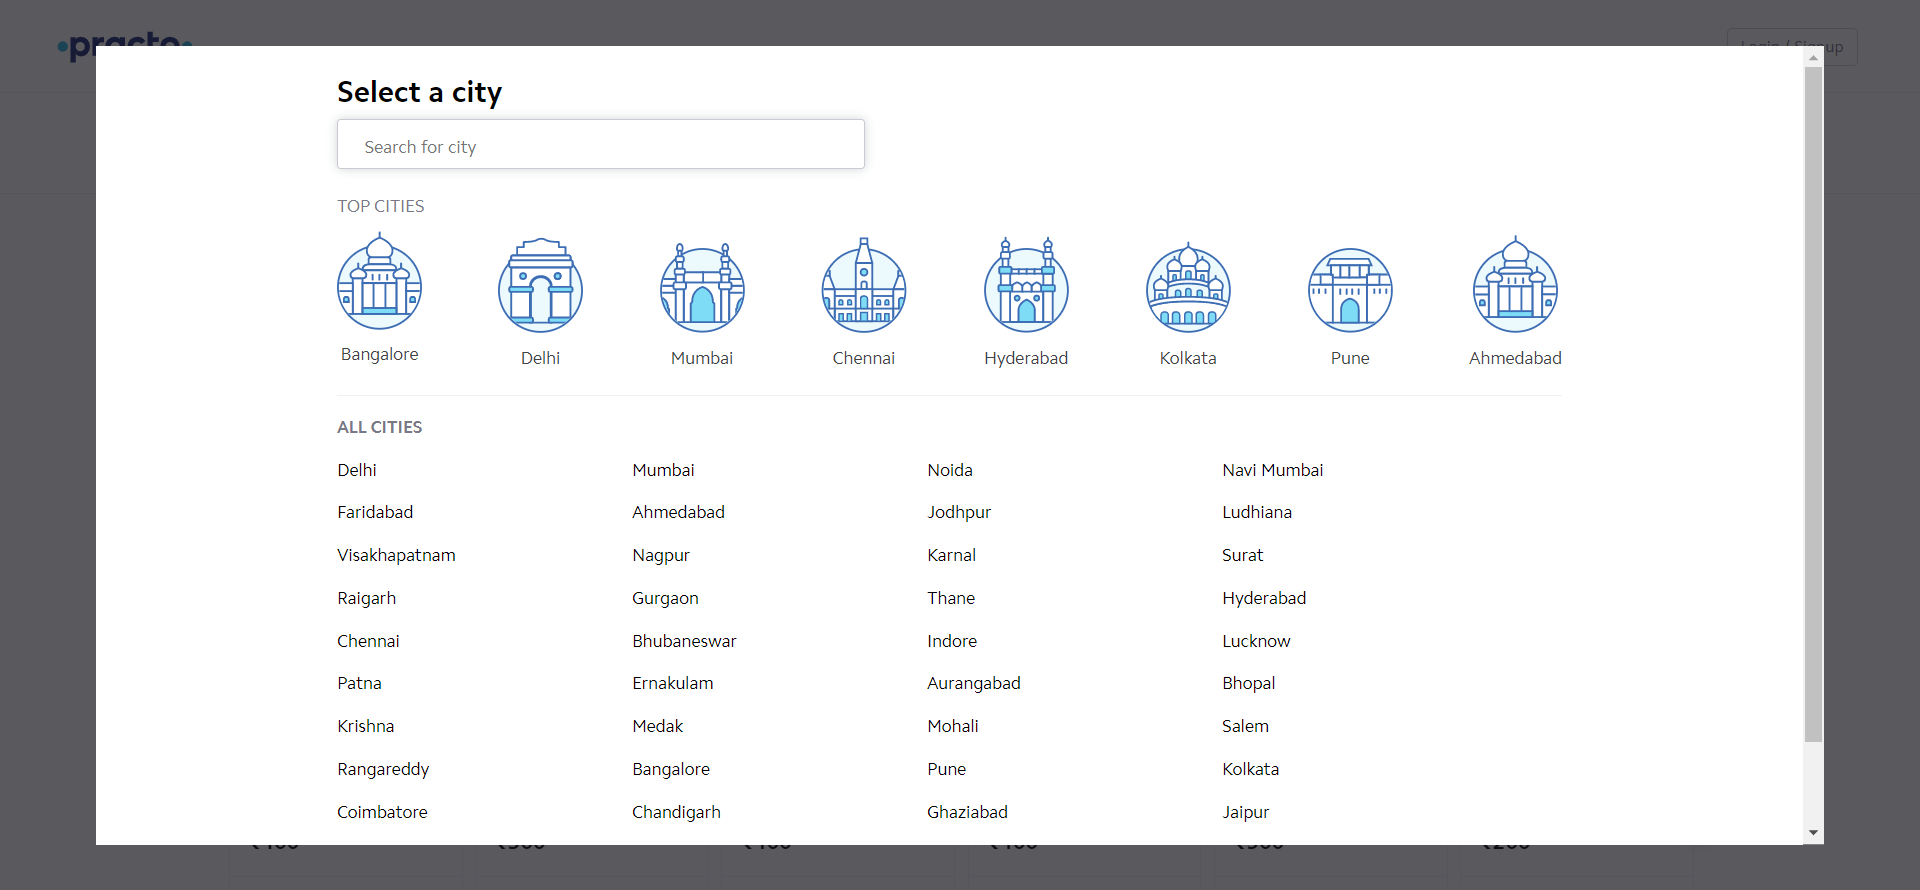 practo
Login / Signup
Select a city
Search for city
TOP CITIES
Bangalore Delhi Mumbai Chennai Hyderabad Kolkata Pune Ahmedabad
ALL CITIES
Delhi Mumbai Noida Navi Mumbai
Faridabad Ahmedabad Jodhpur Ludhiana
Visakhapatnam Nagpur Karnal Surat
Raigarh Gurgaon Thane Hyderabad
Chennai Bhubaneswar Indore Lucknow
Patna Ernakulam Aurangabad Bhopal
Krishna Medak Mohali Salem
Rangareddy Bangalore Pune Kolkata
Coimbatore Chandigarh Ghaziabad Jaipur